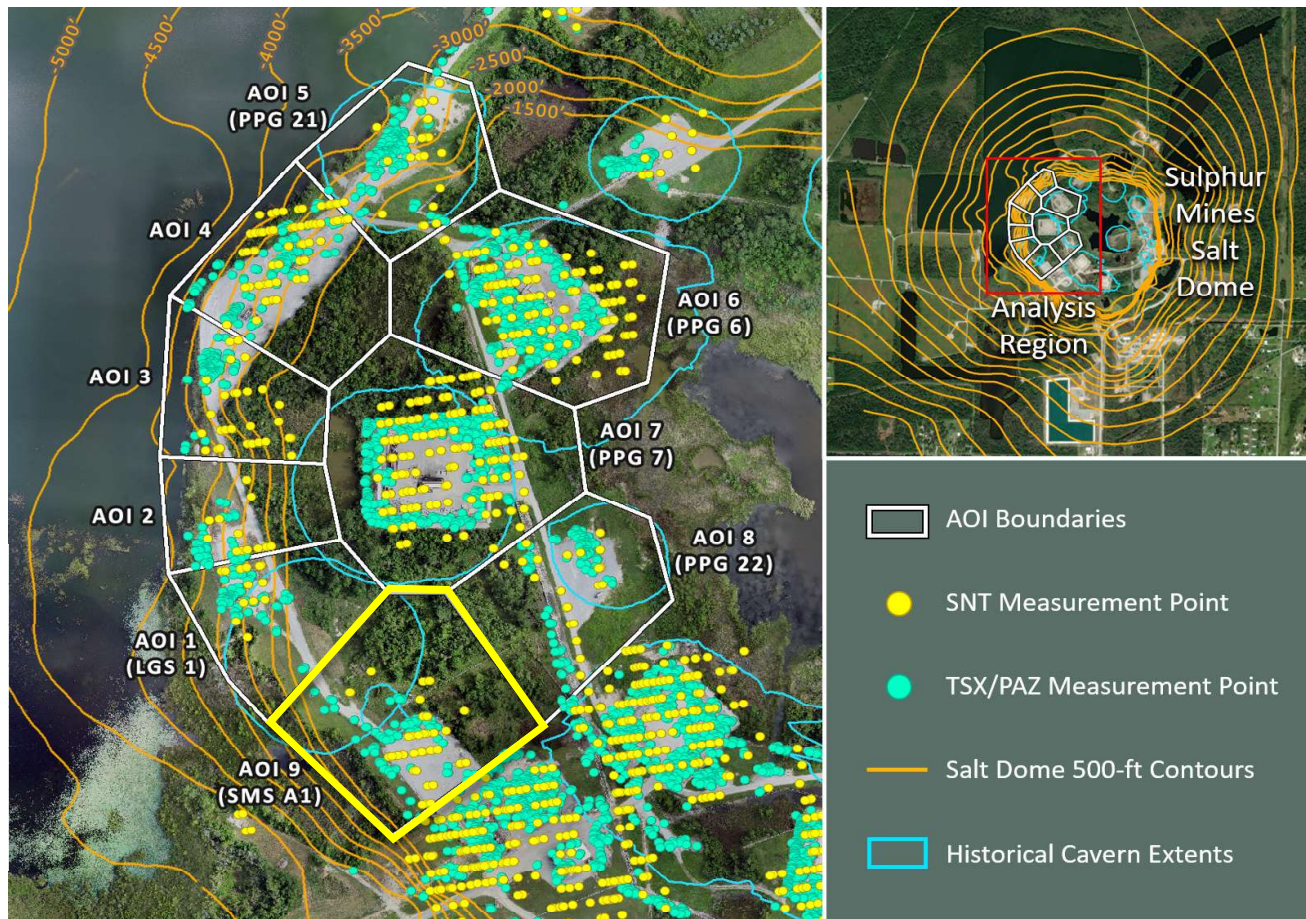 -5000'
-4500'
-4000'
-3500'
-3000'
-2500'
-2000'
-1500'
AOI 5
(PPG 21)
AOI 4
AOI 3
AOI 2
AOI 1
(LGS 1)
AOI 9
(SMS A1)
AOI 6
(PPG 6)
AOI 7
(PPG 7)
AOI 8
(PPG 22)
Sulphur
Mines
Salt
Dome
Analysis
Region
AOI Boundaries
SNT Measurement Point
TSX/PAZ Measurement Point
Salt Dome 500-ft Contours
Historical Cavern Extents